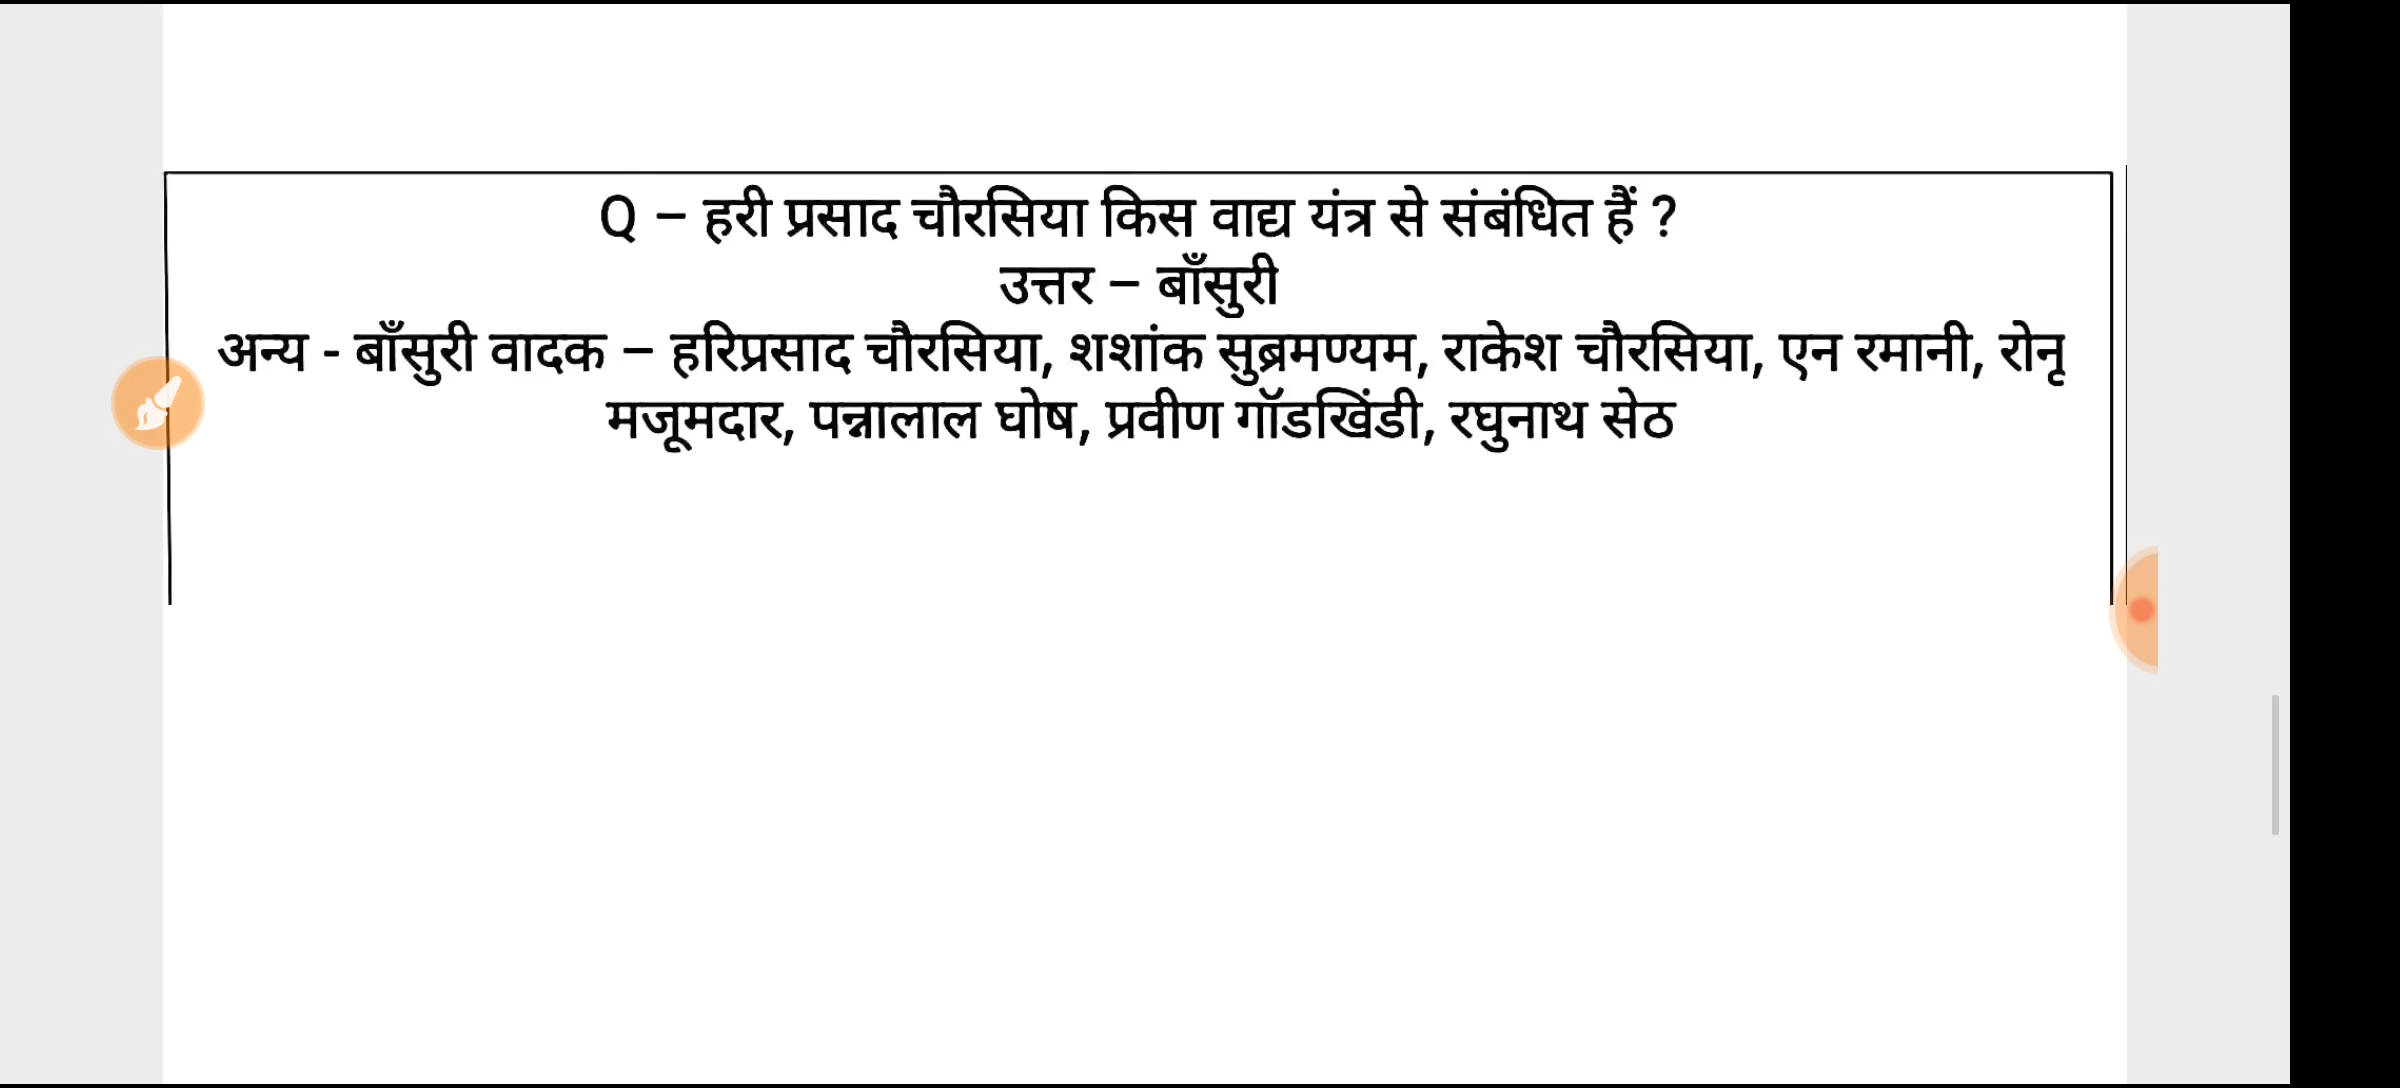 Q – हरी प्रसाद चौरसिया किस वाद्य यंत्र से संबंधित हैं ?
उत्तर – बाँसुरी
अन्य - बाँसुरी वादक – हरिप्रसाद चौरसिया, शशांक सुब्रमण्यम, राकेश चौरसिया, एन रमानी, रोनृ
मजूमदार, पन्नालाल घोष, प्रवीण गॉडखिंडी, रघुनाथ सेठ